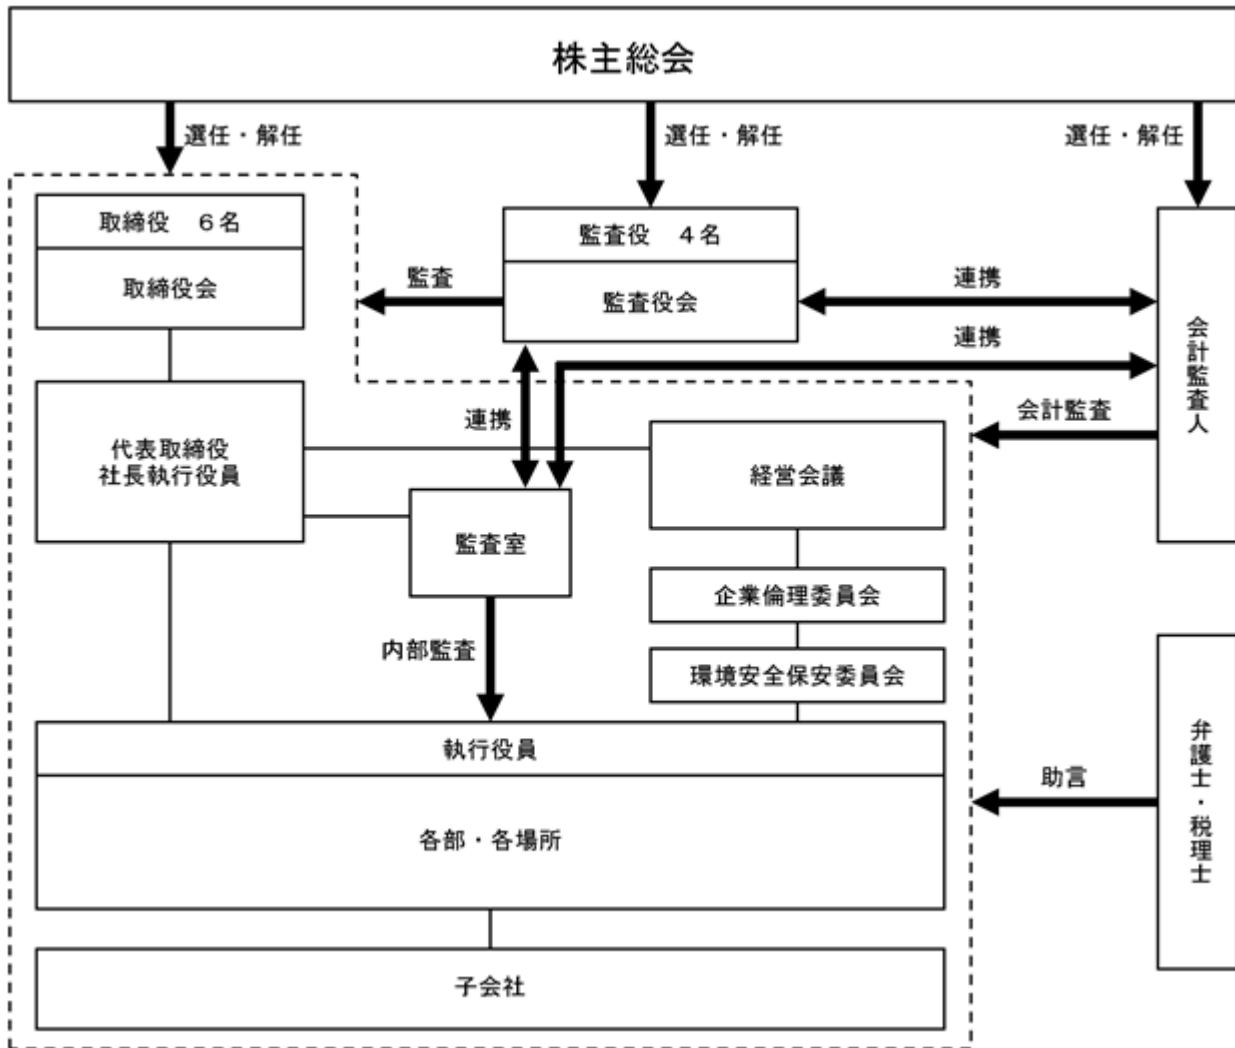 株主総会
選任・解任
選任・解任
選任・解任
取締役　６名
取締役会
監査役　４名
監査役会
監査
連携
連携
会計監査人
会計監査
連携
代表取締役
社長執行役員
経営会議
監査室
企業倫理委員会
内部監査
環境安全保安委員会
執行役員
各部・各場所
助言
弁護士・税理士
子会社